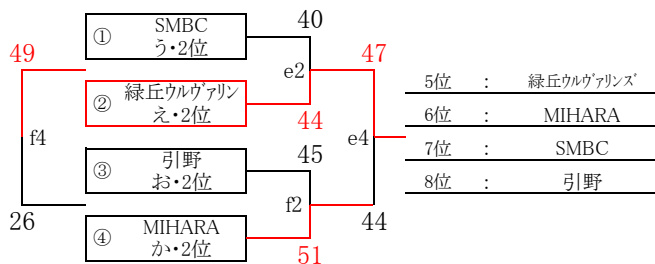 ① SMBC
う・2位
40
49
47
e2
② 緑丘ウルヴァリン
え・2位
44
5位 : 緑丘ウルヴァリンズ
6位 : MIHARA
7位 : SMBC
8位 : 引野
f4
③ 引野
お・2位
45
e4
f2
④ MIHARA
か・2位
51
26
44